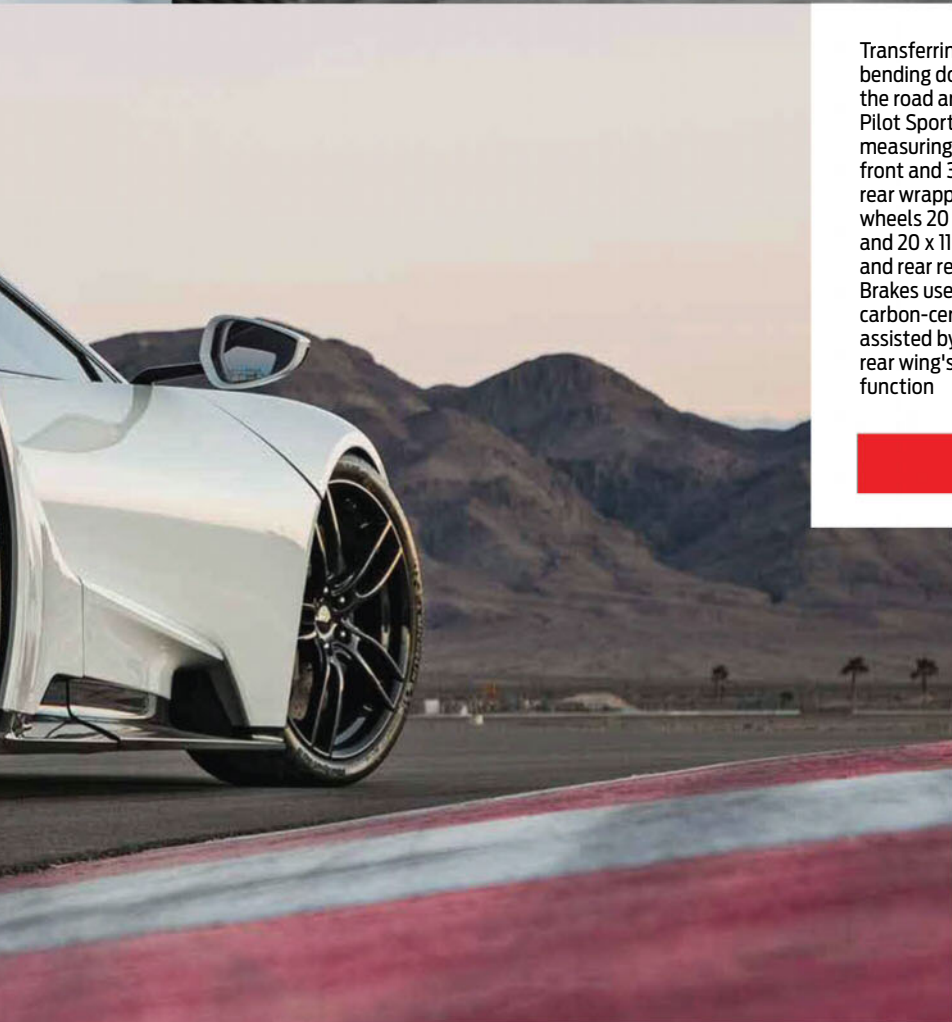 Transferrin
bending do
the road an
Pilot Sport
measuring
front and 3
rear wrapp
wheels 20
and 20 x 11
and rear re
Brakes use
carbon-cer
assisted by
rear wing's
function